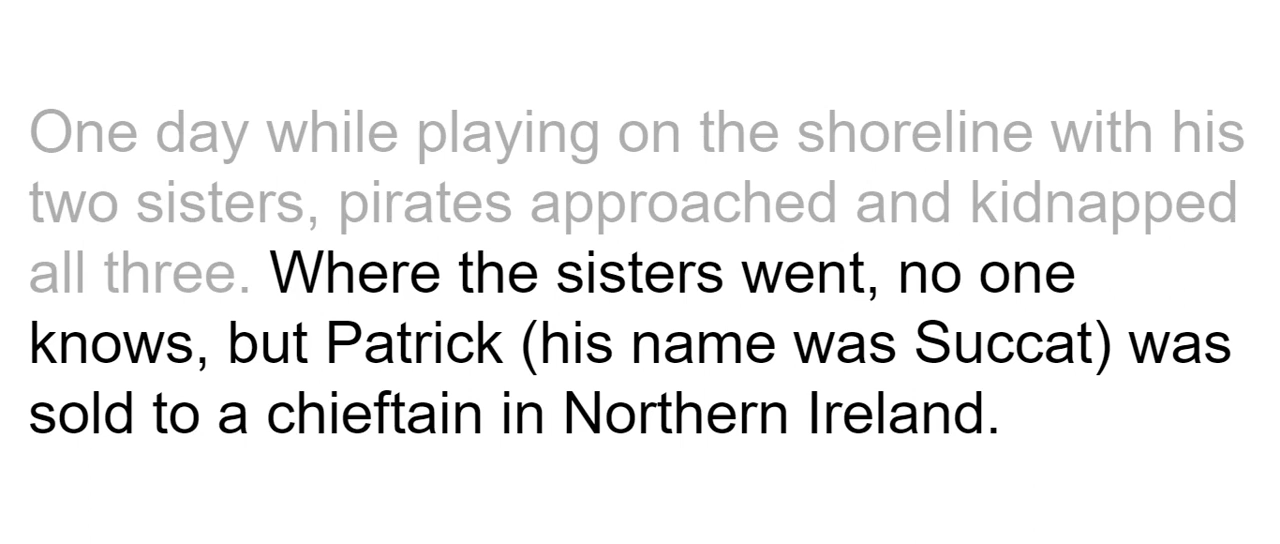 One day while playing on the shoreline with his
two sisters, pirates approached and kidnapped
all three. Where the sisters went, no one
knows, but Patrick (his name was Succat) was
sold to a chieftain in Northern Ireland.